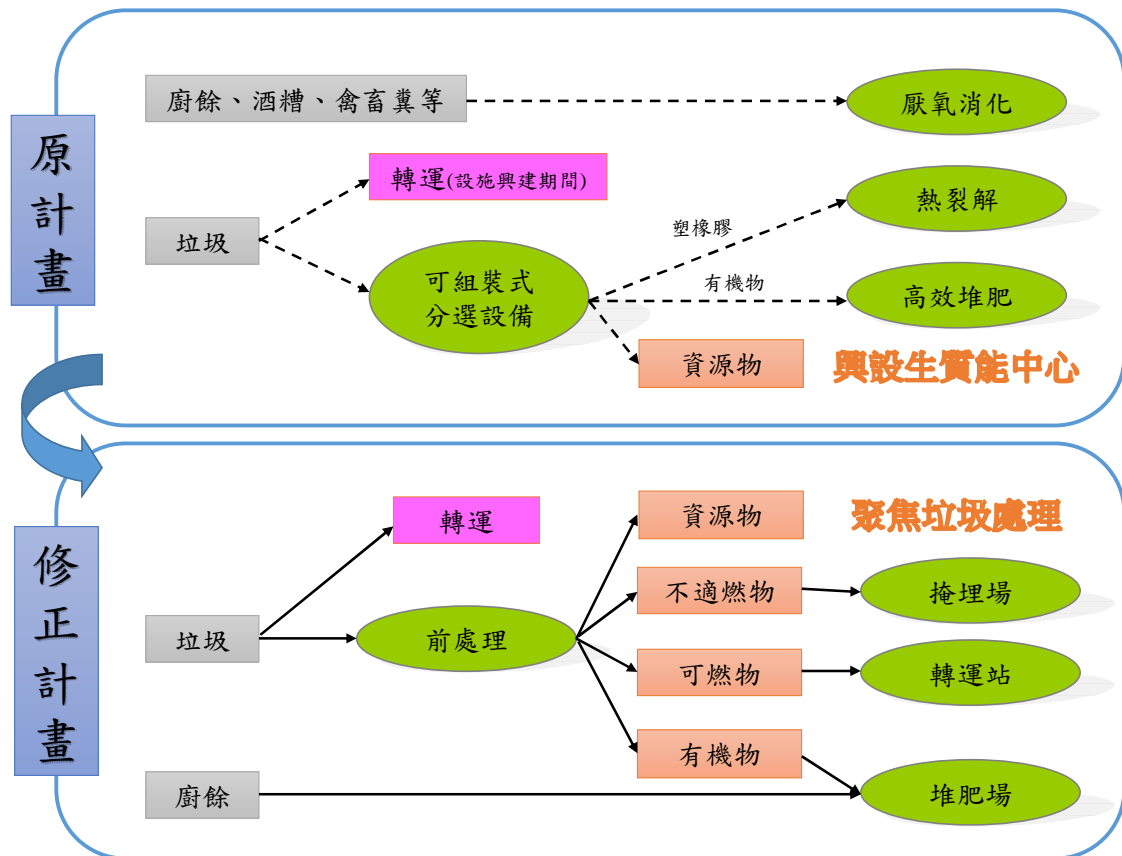 原計畫
廚餘、酒糟、禽畜糞等
厭氧消化
轉運(設施興建期間)
熱裂解
塑橡膠
垃圾
可組裝式
分選設備
有機物
高效堆肥
資源物
興設生質能中心
修正計畫
轉運
資源物
聚焦垃圾處理
不適燃物
掩埋場
垃圾
前處理
可燃物
轉運站
有機物
廚餘
堆肥場